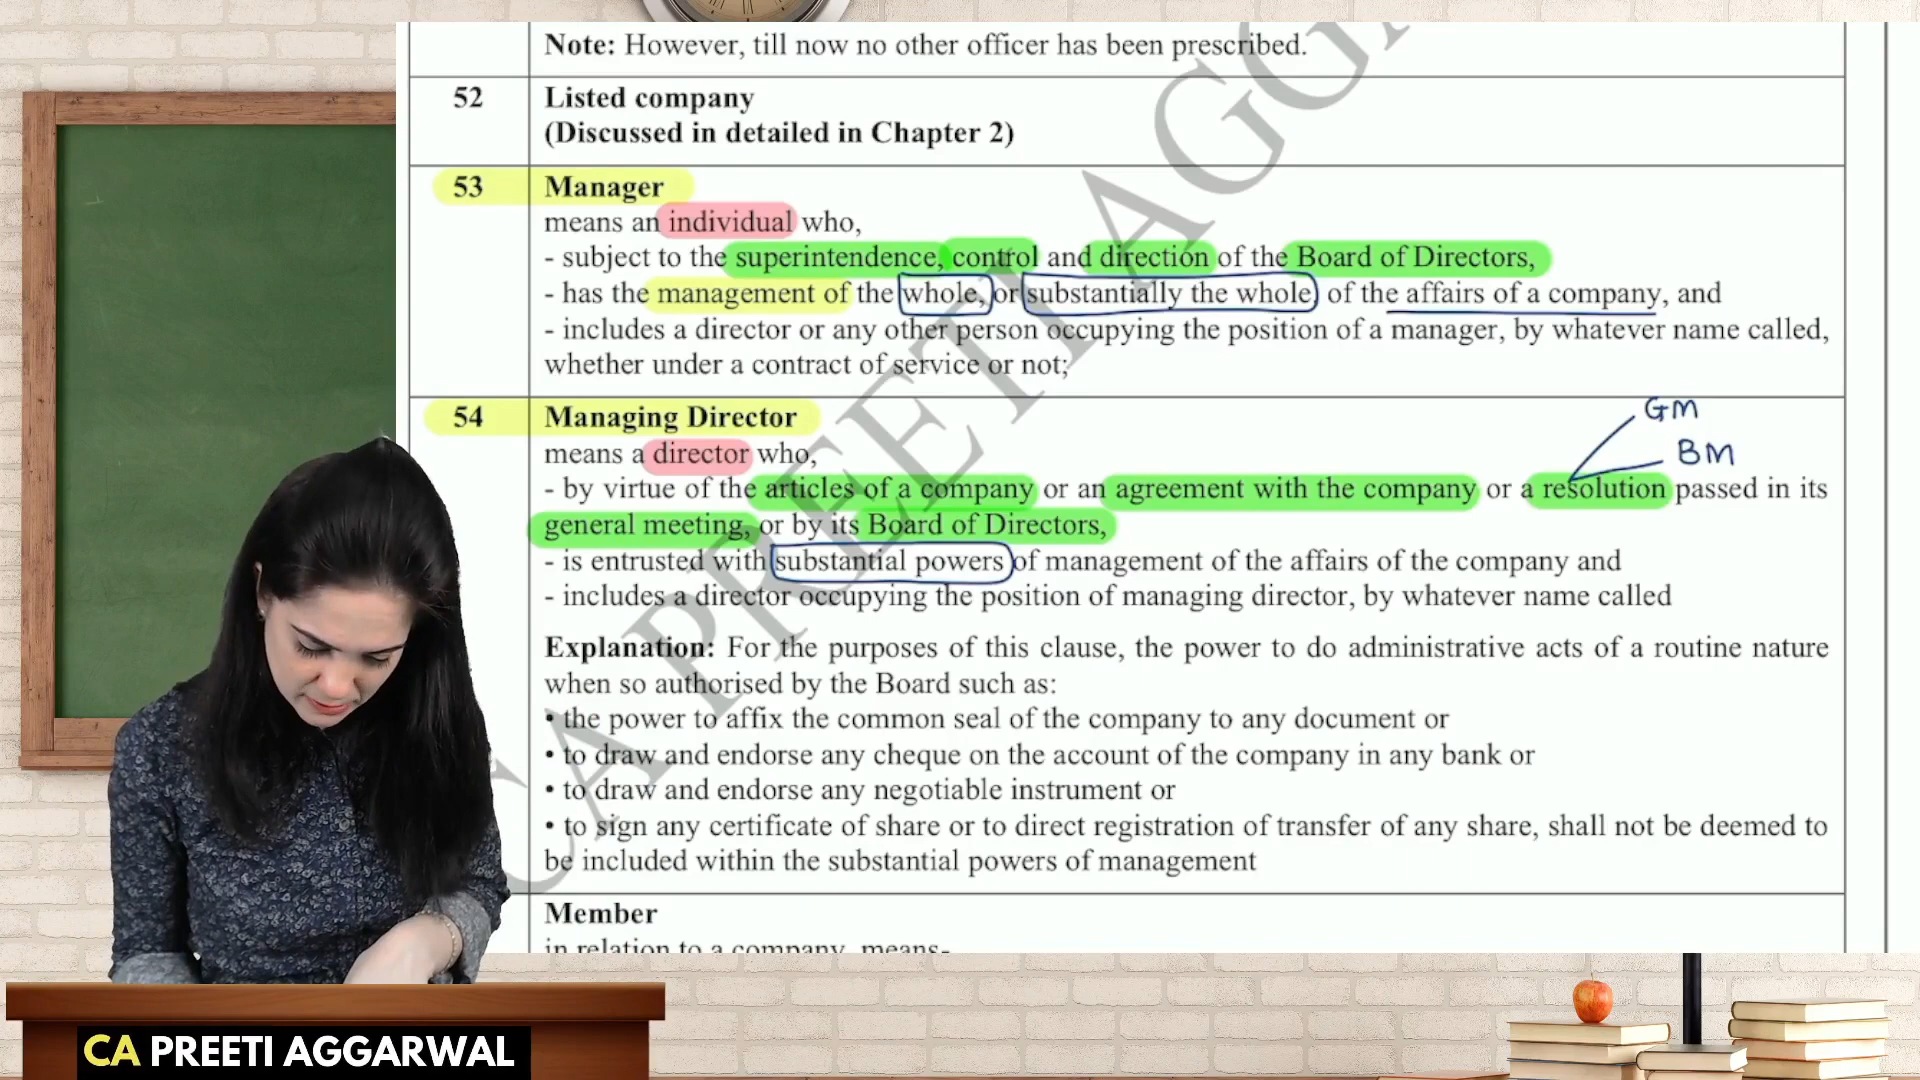 Note: However, till now no other officer has been prescribed.
52 Listed company
(Discussed in detailed in Chapter 2)
53 Manager
means an individual who,
- subject to the superintendence, control and direction of the Board of Directors,
- has the management of the whole, or substantially the whole, of the affairs of a company, and
- includes a director or any other person occupying the position of a manager, by whatever name called,
whether under a contract of service or not;
GM
54 Managing Director
BM
means a director who,
- by virtue of the articles of a company or an agreement with the company or a resolution passed in its
general meeting, or by its Board of Directors,
- is entrusted with substantial powers of management of the affairs of the company and
- includes a director occupying the position of managing director, by whatever name called
Explanation: For the purposes of this clause, the power to do administrative acts of a routine nature
when so authorised by the Board such as:
• the power to affix the common seal of the company to any document or
• to draw and endorse any cheque on the account of the company in any bank or
• to draw and endorse any negotiable instrument or
• to sign any certificate of share or to direct registration of transfer of any share, shall not be deemed to
be included within the substantial powers of management
Member
in relation to a company, means-
CA PREETI AGG
CA PREETI AGGARWAL